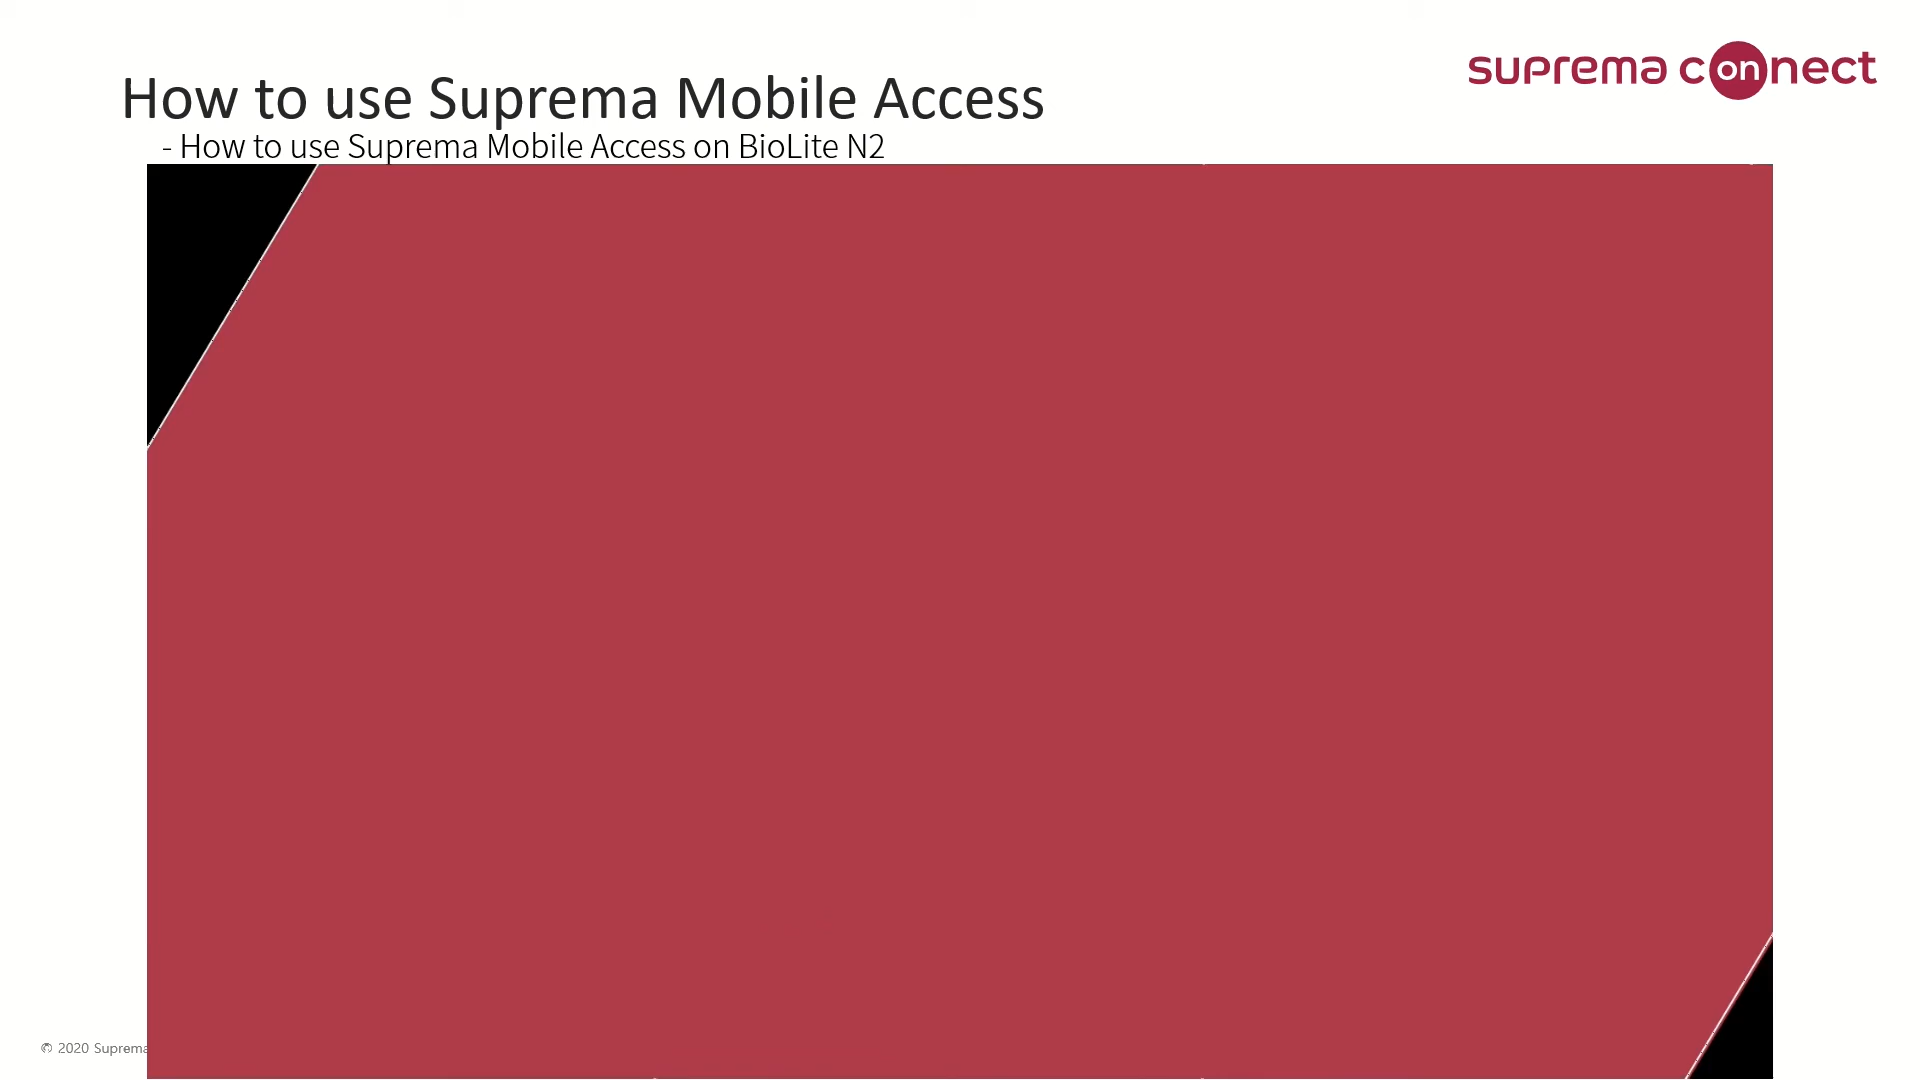 suprema connect
How to use Suprema Mobile Access
- How to use Suprema Mobile Access on BioLite N2
© 2020 Suprema